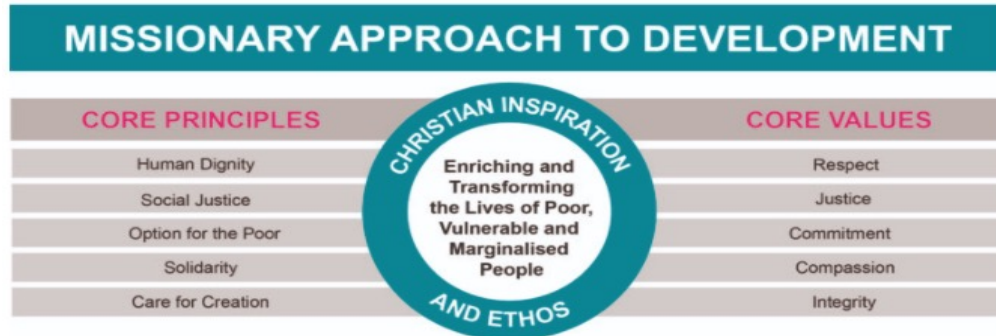 MISSIONARY APPROACH TO DEVELOPMENT
CORE PRINCIPLES
Human Dignity
Social Justice
Option for the Poor
Solidarity
Care for Creation
CHRISTIAN INSPIRATION
Enriching and
Transforming
the Lives of Poor,
Vulnerable and
Marginalised
People
AND ETHOS
CORE VALUES
Respect
Justice
Commitment
Compassion
Integrity